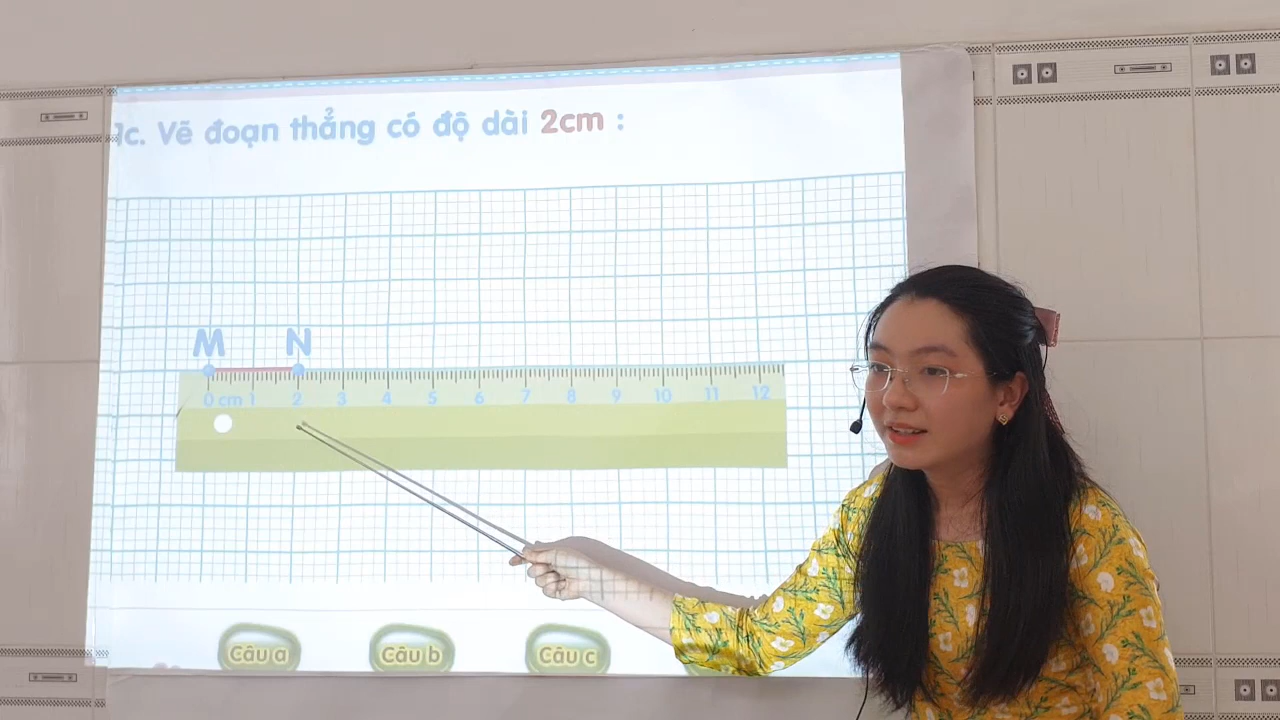 1c. Vẽ đoạn thẳng có độ dài 2cm :
M N
0 cm 1 2 3 4 5 6 7 8 9 10 11 12
Câu a Câu b Câu c